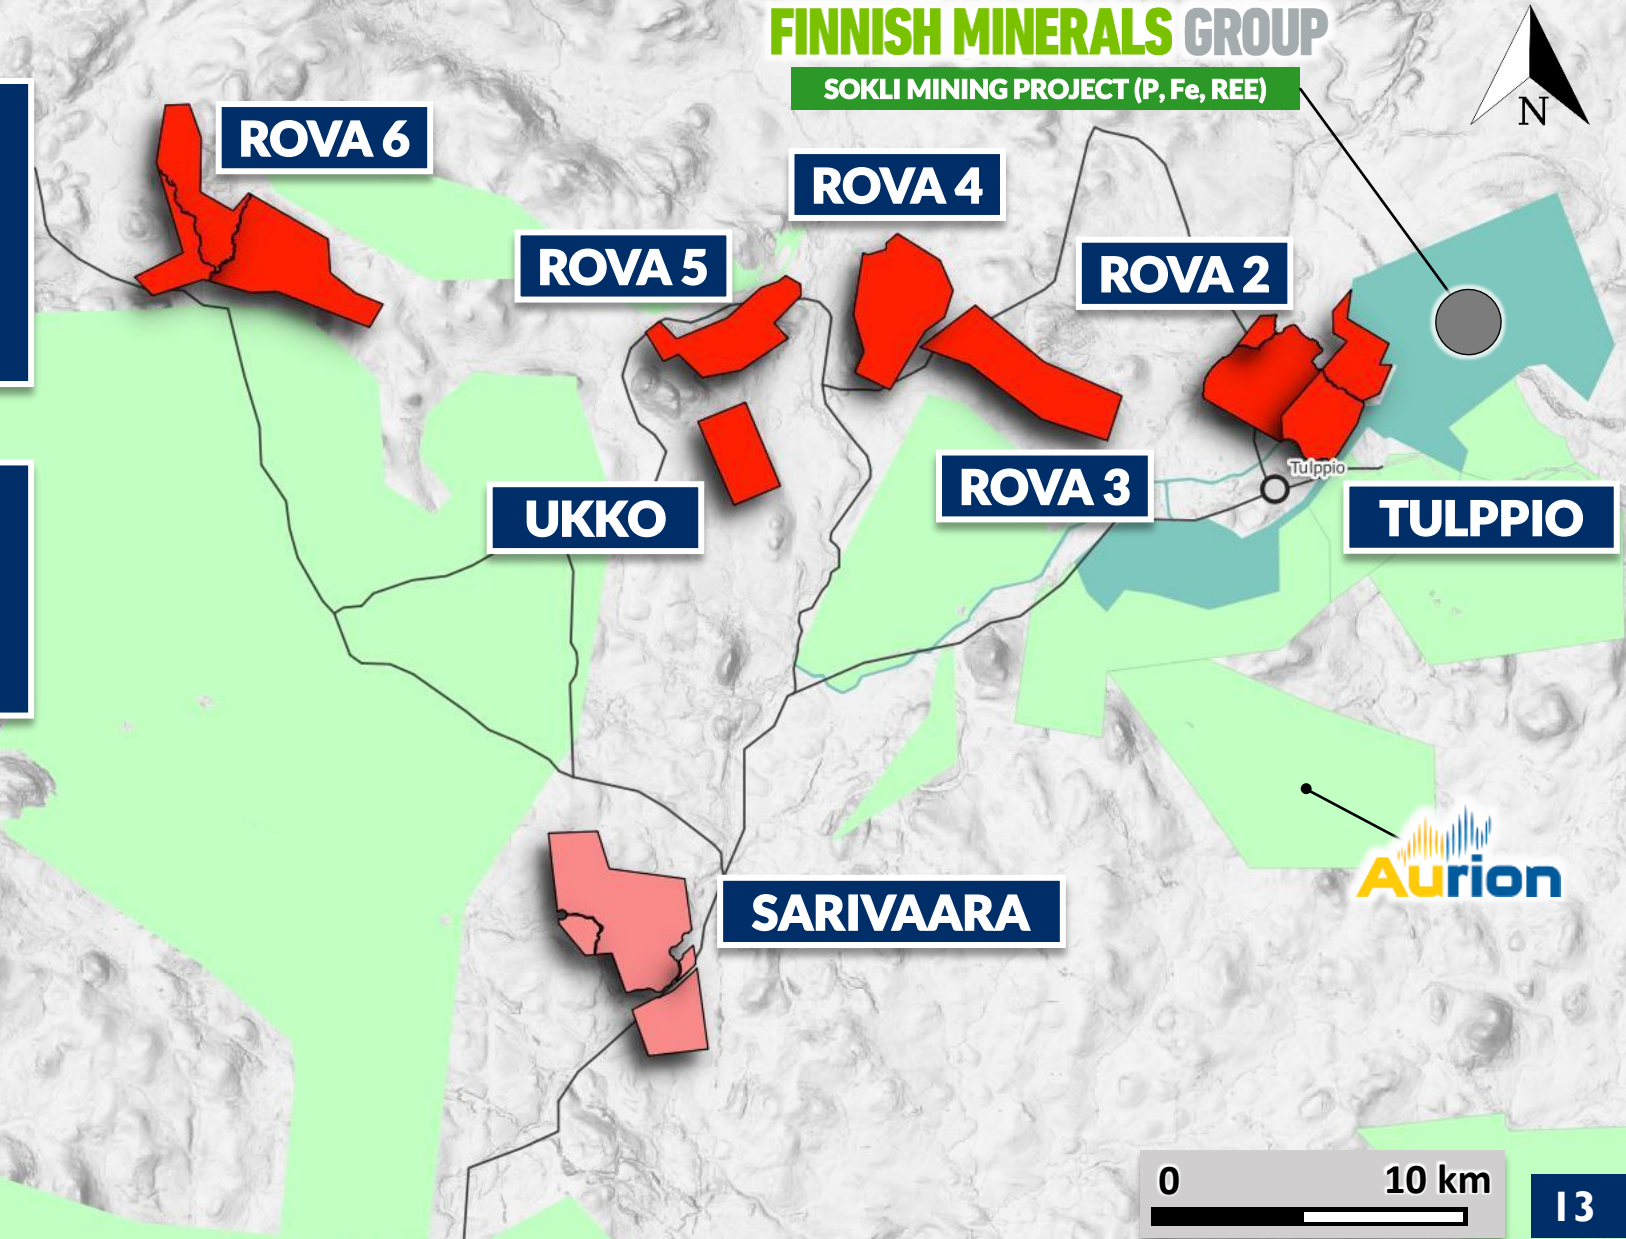 FINNISH MINERALS GROUP
SOKLI MINING PROJECT (P, Fe, REE)
N
ROVA 6
ROVA 4
ROVA 5
ROVA 2
Tulppio
ROVA 3
UKKO
TULPPIO
Aurion
SARIVAARA
0 10 km
13